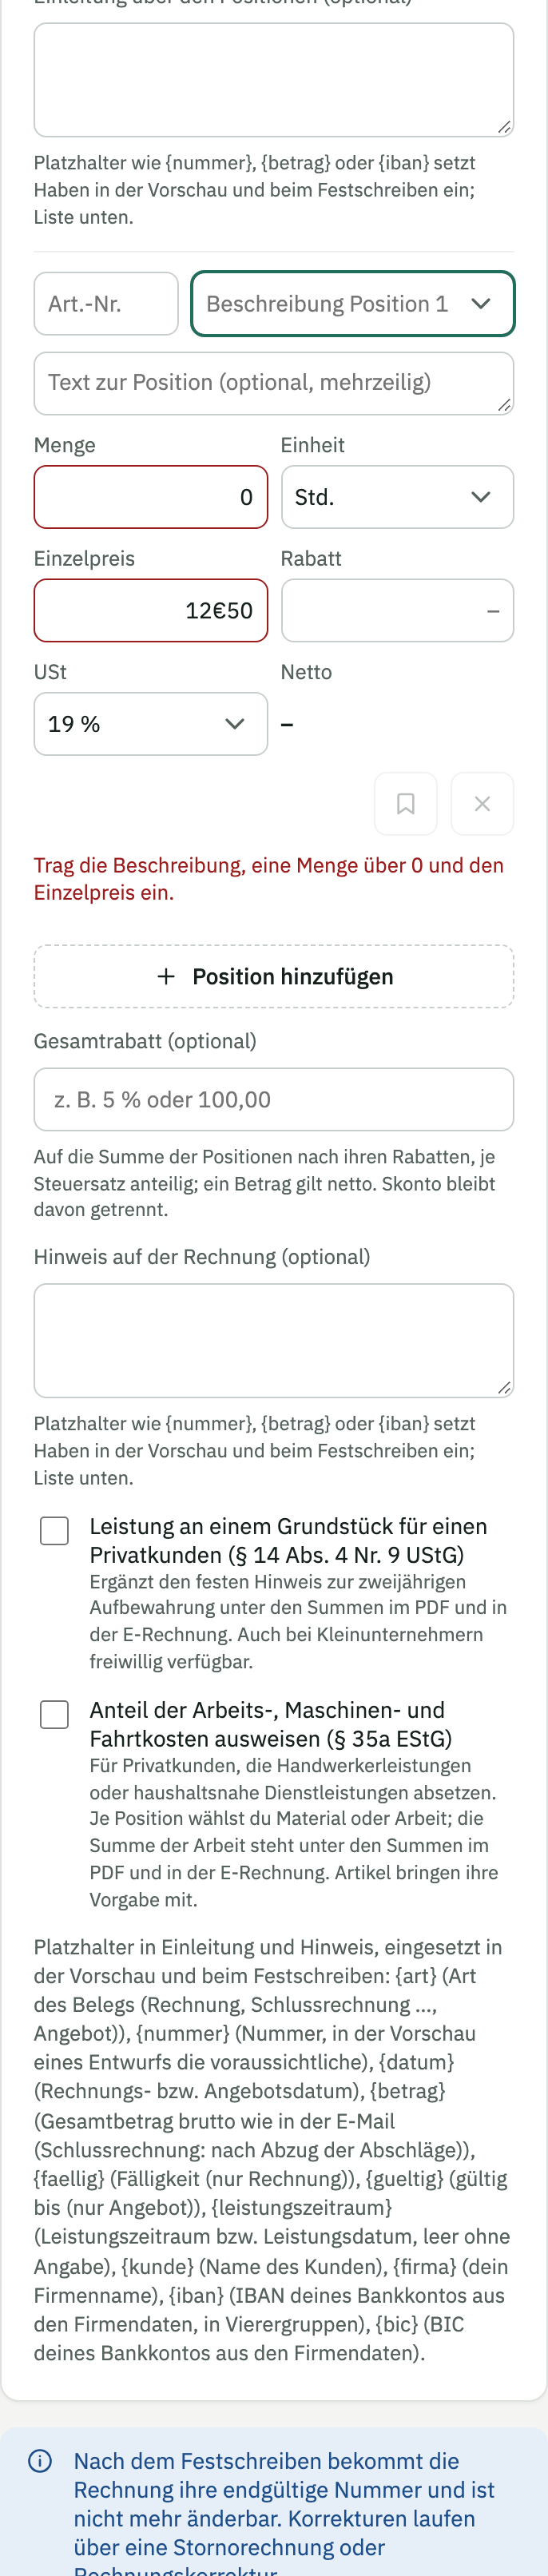 Einleitung über den Positionen (optional)
Platzhalter wie {nummer}, {betrag} oder {iban} setzt
Haben in der Vorschau und beim Festschreiben ein;
Liste unten.
Art.-Nr.
Beschreibung Position 1
Text zur Position (optional, mehrzeilig)
Menge
Einheit
0
Std.
Einzelpreis
Rabatt
12€50
–
USt
Netto
19 %
–
Trag die Beschreibung, eine Menge über 0 und den
Einzelpreis ein.
+ Position hinzufügen
Gesamtrabatt (optional)
z. B. 5 % oder 100,00
Auf die Summe der Positionen nach ihren Rabatten, je
Steuersatz anteilig; ein Betrag gilt netto. Skonto bleibt
davon getrennt.
Hinweis auf der Rechnung (optional)
Platzhalter wie {nummer}, {betrag} oder {iban} setzt
Haben in der Vorschau und beim Festschreiben ein;
Liste unten.
Leistung an einem Grundstück für einen
Privatkunden (§ 14 Abs. 4 Nr. 9 UStG)
Ergänzt den festen Hinweis zur zweijährigen
Aufbewahrung unter den Summen im PDF und in
der E-Rechnung. Auch bei Kleinunternehmern
freiwillig verfügbar.
Anteil der Arbeits-, Maschinen- und
Fahrtkosten ausweisen (§ 35a EStG)
Für Privatkunden, die Handwerkerleistungen
oder haushaltsnahe Dienstleistungen absetzen.
Je Position wählst du Material oder Arbeit; die
Summe der Arbeit steht unter den Summen im
PDF und in der E-Rechnung. Artikel bringen ihre
Vorgabe mit.
Platzhalter in Einleitung und Hinweis, eingesetzt in
der Vorschau und beim Festschreiben: {art} (Art
des Belegs (Rechnung, Schlussrechnung …,
Angebot)), {nummer} (Nummer, in der Vorschau
eines Entwurfs die voraussichtliche), {datum}
(Rechnungs- bzw. Angebotsdatum), {betrag}
(Gesamtbetrag brutto wie in der E-Mail
(Schlussrechnung: nach Abzug der Abschläge)),
{faellig} (Fälligkeit (nur Rechnung)), {gueltig} (gültig
bis (nur Angebot)), {leistungszeitraum}
(Leistungszeitraum bzw. Leistungsdatum, leer ohne
Angabe), {kunde} (Name des Kunden), {firma} (dein
Firmenname), {iban} (IBAN deines Bankkontos aus
den Firmendaten, in Vierergruppen), {bic} (BIC
deines Bankkontos aus den Firmendaten).
Nach dem Festschreiben bekommt die
Rechnung ihre endgültige Nummer und ist
nicht mehr änderbar. Korrekturen laufen
über eine Stornorechnung oder
Rechnungskorrektur.